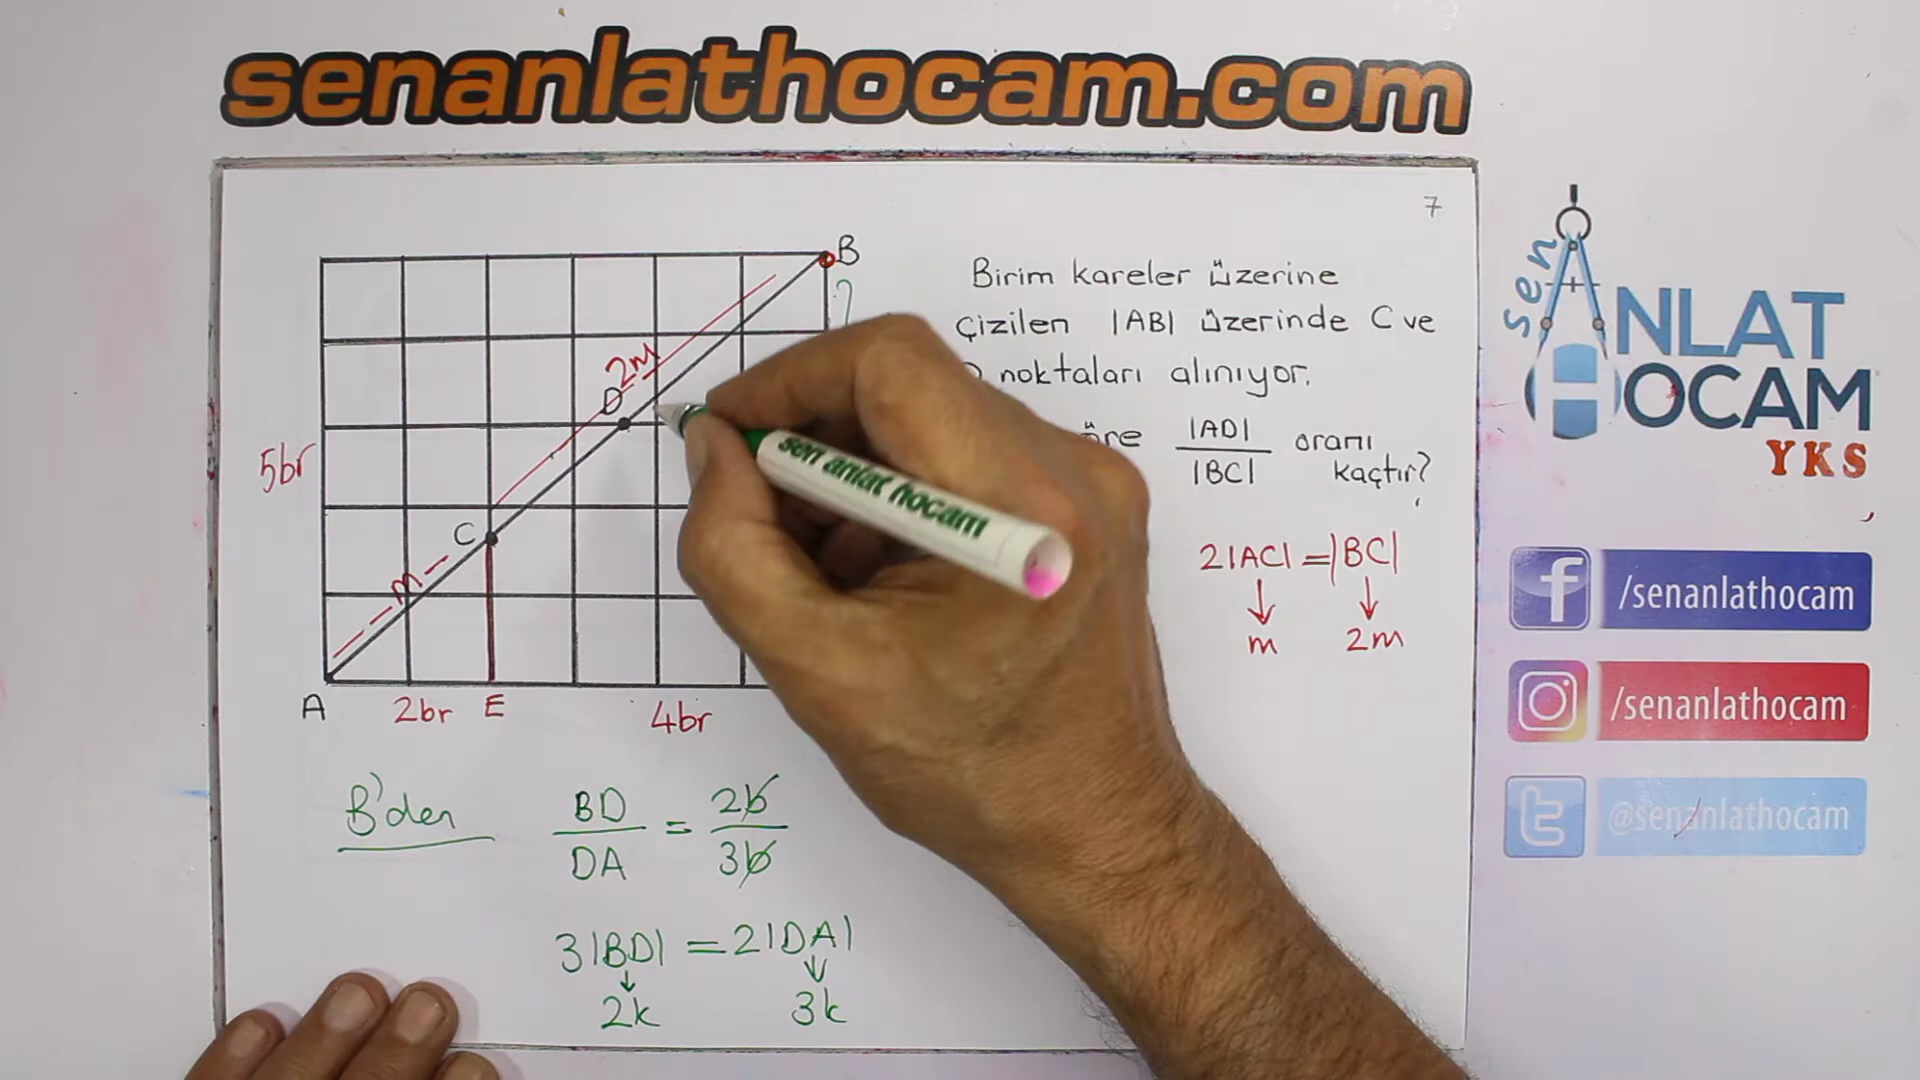 senanlathocam.com
7
B
Birim kareler üzerine
çizilen |AB| üzerinde C ve
noktaları alınıyor.
|AD|
|BC|
oranı
kaçtır?
2m
D
5br
C
m
A
2br
E
4br
2|AC|=|BC|
m
2m
B'den
BD
DA
=
2b
3b
3|BD| = 2|DA|
2k
3k
sen anlat hocam
sen
ANLAT
HOCAM
YKS
/senanlathocam
/senanlathocam
@senanlathocam